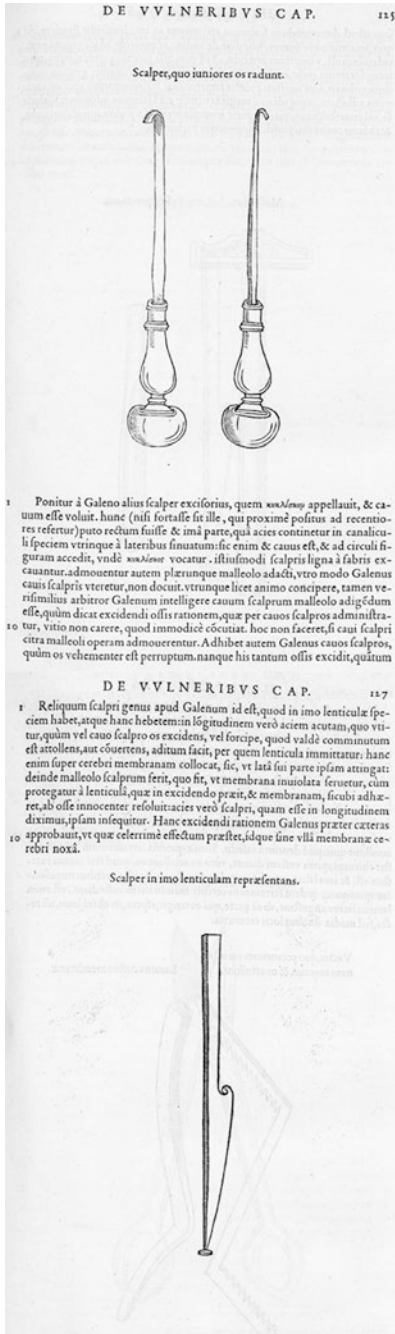 DE VVLNERIBVS CAP. 125
Scalper, quo iuniores os radunt.
1 Ponitur à Galeno alius scalper excisorius, quem κυκλίσκον appellauit, & ca-
uum esse voluit. hunc (nisi fortasse sit ille, qui proximè positus ad recentio-
res refertur) puto rectum fuisse & imâ parte, quâ acies continetur in canalicu-
li speciem vtrinque à lateribus sinuatum: sic enim & cauus est, & ad circuli fi-
guram accedit, vndè κυκλίσκος vocatur. istiusmodi scalpris ligna à fabris ex-
cauantur. admouentur autem plærunque malleolo adacti, vtro modo Galenus
cauis scalpris vteretur, non docuit. vtrunque licet animo concipere, tamen ve-
risimilius arbitror Galenum intelligere cauum scalprum malleolo adigẽdum
esse, quùm dicat excidendi ossis rationem, quæ per cauos scalpros administra-
10 tur, vitio non carere, quod immodicè cõcutiat. hoc non faceret, si caui scalpri
citra malleoli operam admouerentur. Adhibet autem Galenus cauos scalpros,
quùm os vehementer est perruptum. nanque his tantum ossis excidit, quãtum
DE VVLNERIBVS CAP. 127
1 Reliquum scalpri genus apud Galenum id est, quod in imo lenticulæ spe-
ciem habet, atque hanc hebetem: in lõgitudinem verò aciem acutam, quo vti-
tur, quùm vel cauo scalpro os excidens, vel forcipe, quod valdè comminutum
est attollens, aut cõuertens, aditum facit, per quem lenticula immittatur: hanc
enim super cerebri membranam collocat, sic, vt latâ sui parte ipsam attingat:
deinde malleolo scalprum ferit, quo fit, vt membrana inuiolata seruetur, cùm
protegatur à lenticulâ, quæ in excidendo præit, & membranam, sicubi adhæ-
ret, ab osse innocenter resoluit: acies verò scalpri, quam esse in longitudinem
diximus, ipsam insequitur. Hanc excidendi rationem Galenus præter cæteras
10 approbauit, vt quæ celerrimè effectum præstet, idque sine vllâ membranæ ce-
rebri noxâ.
Scalper in imo lenticulam repræsentans.